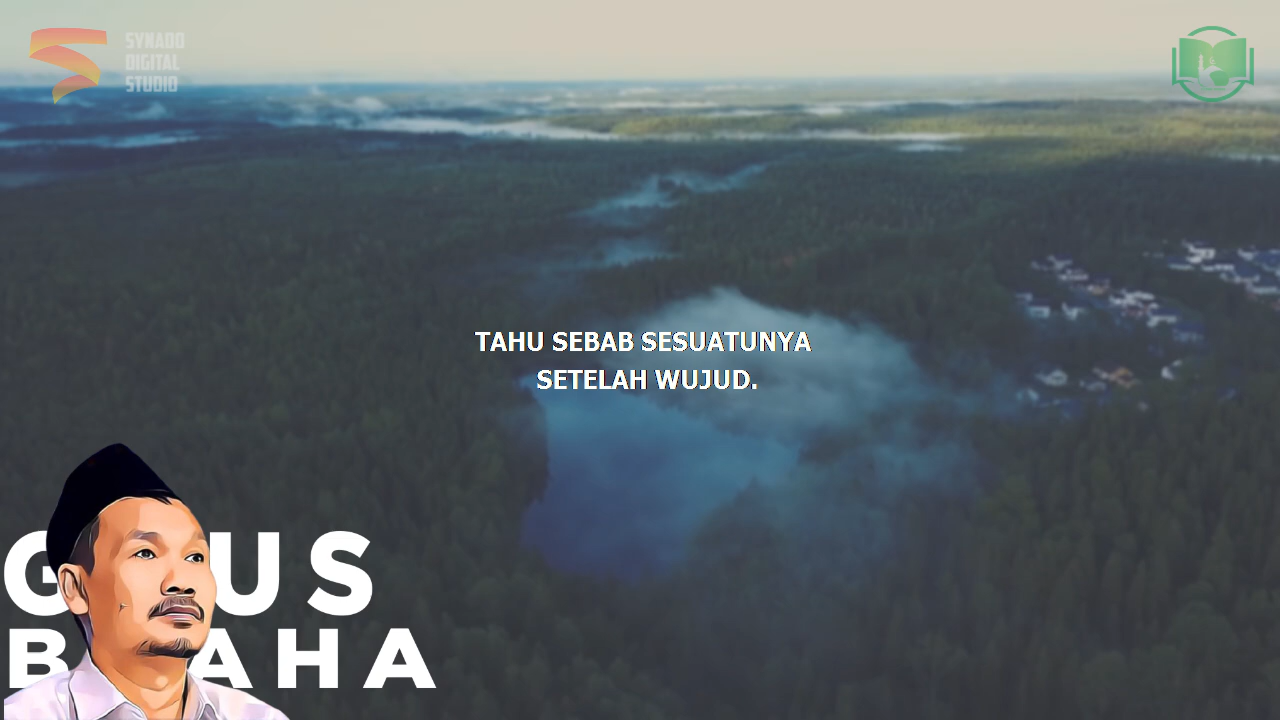 SYNADO
DIGITAL
STUDIO
TAHU SEBAB SESUATUNYA
SETELAH WUJUD.
GUS
BAHA